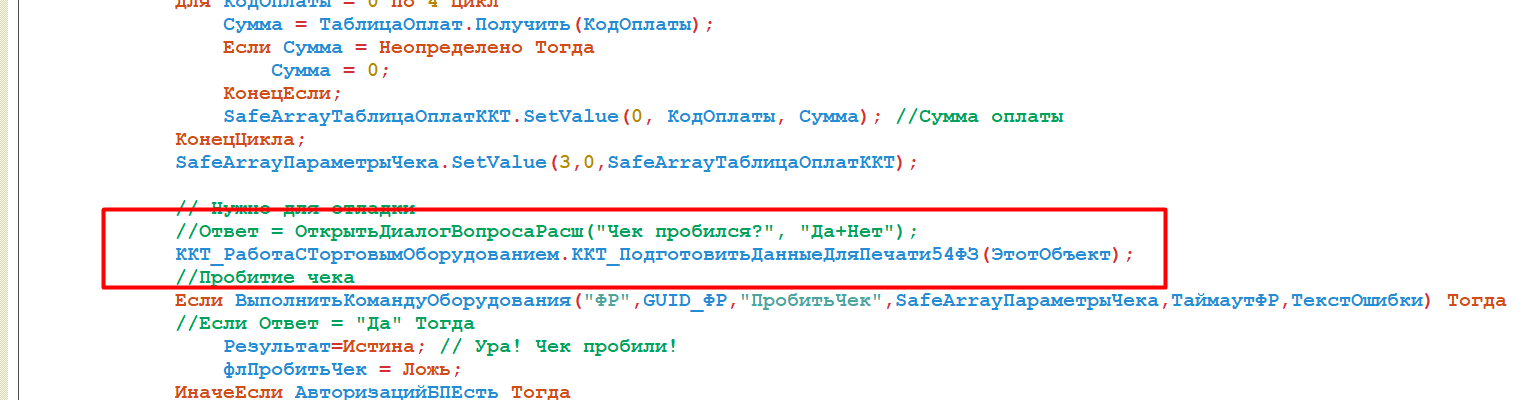 Для КодОплаты = 0 По 4 Цикл
Сумма = ТаблицаОплат.Получить(КодОплаты);
Если Сумма = Неопределено Тогда
Сумма = 0;
КонецЕсли;
SafeArrayТаблицаОплатККТ.SetValue(0, КодОплаты, Сумма); //Сумма оплаты
КонецЦикла;
SafeArrayПараметрыЧека.SetValue(3,0,SafeArrayТаблицаОплатККТ);
// Нужно для отладки
//Ответ = ОткрытьДиалогВопросаРасш("Чек пробился?", "Да+Нет");
ККТ_РаботаСТорговымОборудованием.ККТ_ПодготовитьДанныеДляПечати54ФЗ(ЭтотОбъект);
//Пробитие чека
Если ВыполнитьКомандуОборудования("ФР",GUID_ФР,"ПробитьЧек",SafeArrayПараметрыЧека,ТаймаутФР,ТекстОшибки) Тогда
//Если Ответ = "Да" Тогда
Результат=Истина; // Ура! Чек пробили!
флПробитьЧек = Ложь;
ИначеЕсли АвторизацийБПЕсть Тогда